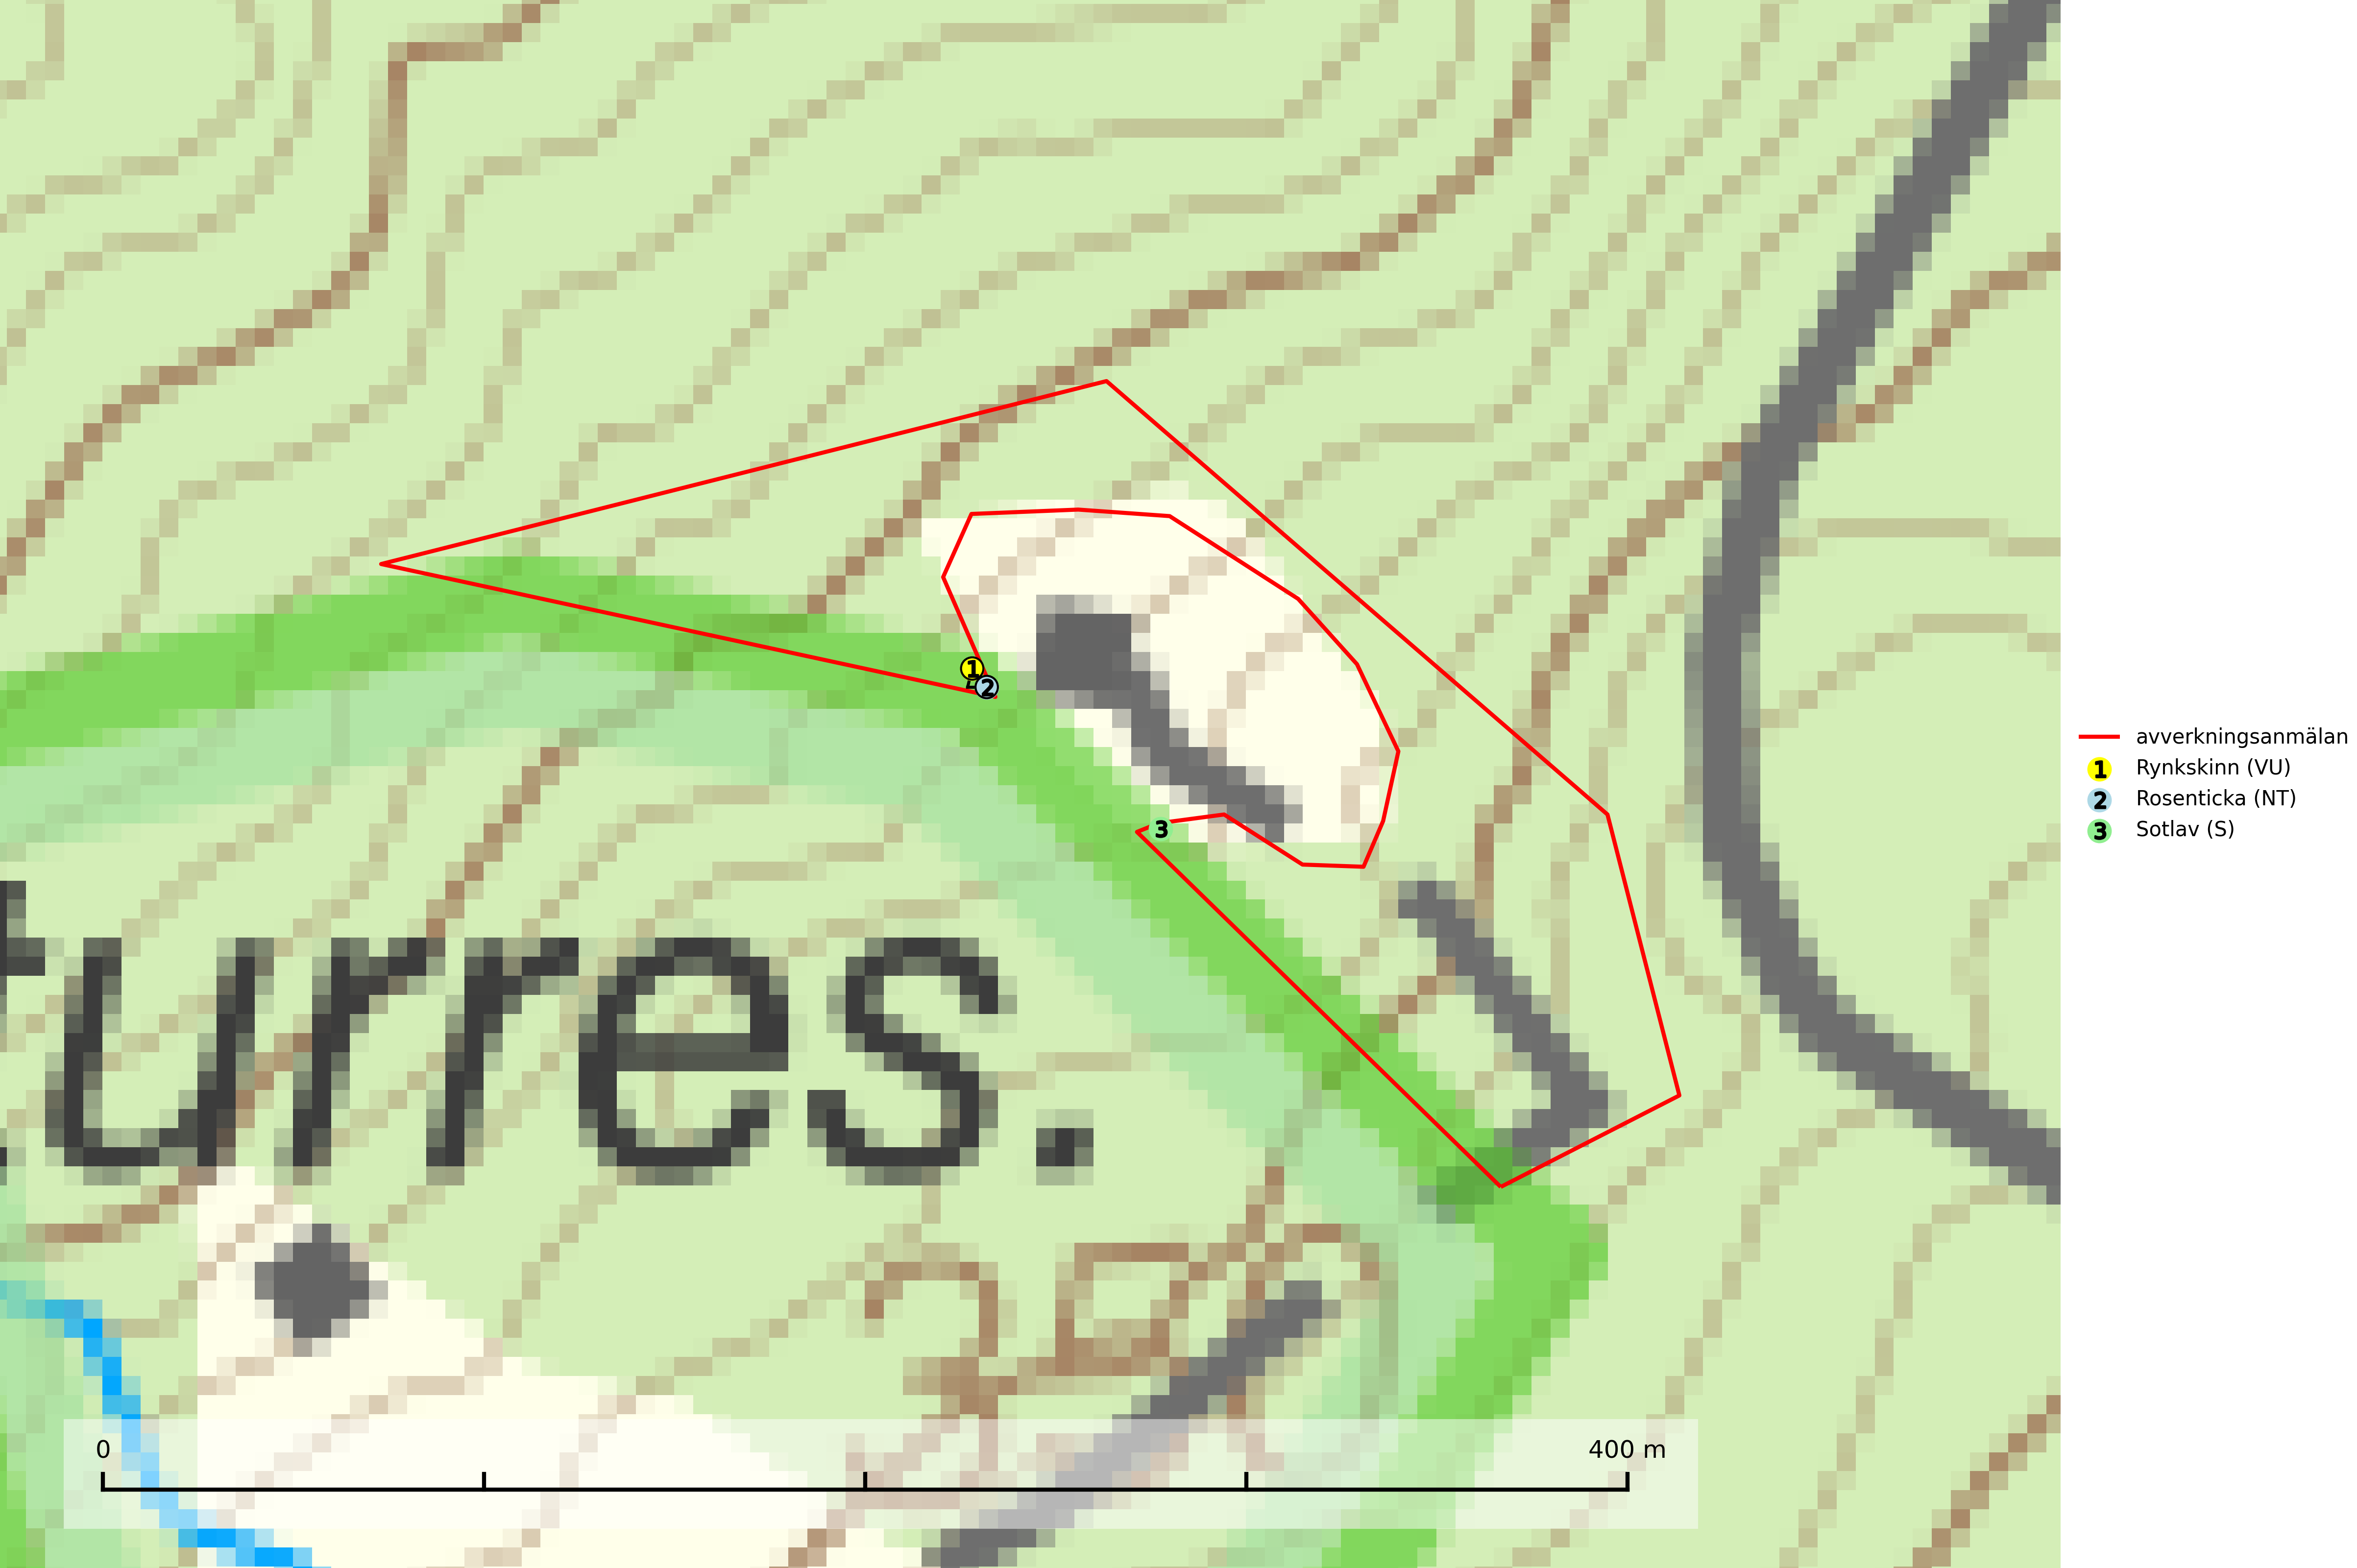 1
2
3
urres.
0
400 m
avverkningsanmälan
1 Rynkskinn (VU)
2 Rosenticka (NT)
3 Sotlav (S)